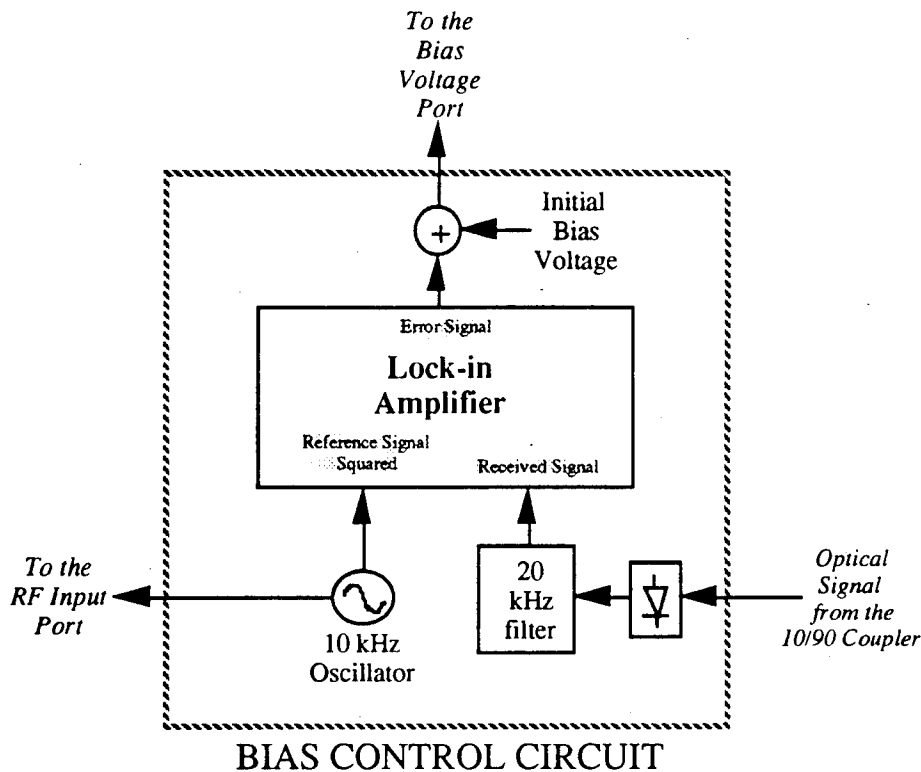 To the
Bias
Voltage
Port
Initial
Bias
Voltage
+
Error Signal
Lock-in
Amplifier
Reference Signal
Squared
Received Signal
To the
RF Input
Port
10 kHz
Oscillator
20
kHz
filter
Optical
Signal
from the
10/90 Coupler
BIAS CONTROL CIRCUIT